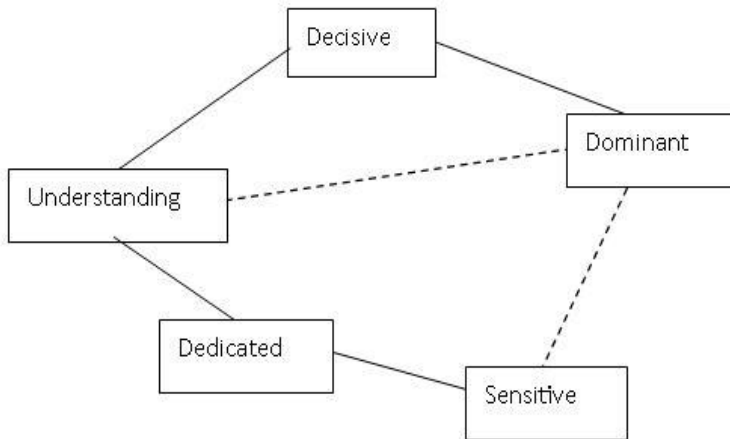 Decisive
Dominant
Understanding
Dedicated
Sensitive